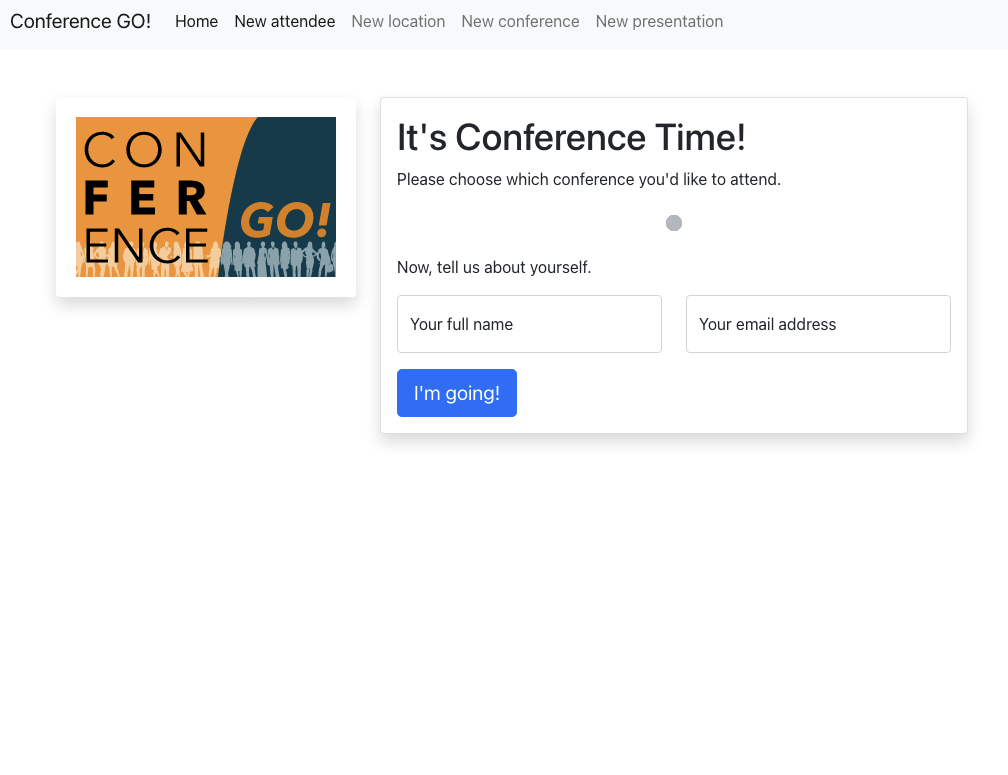 Conference GO! Home New attendee New location New conference New presentation
CON
FER
ENCE
GO!
It's Conference Time!
Please choose which conference you'd like to attend.
Now, tell us about yourself.
Your full name Your email address
I'm going!